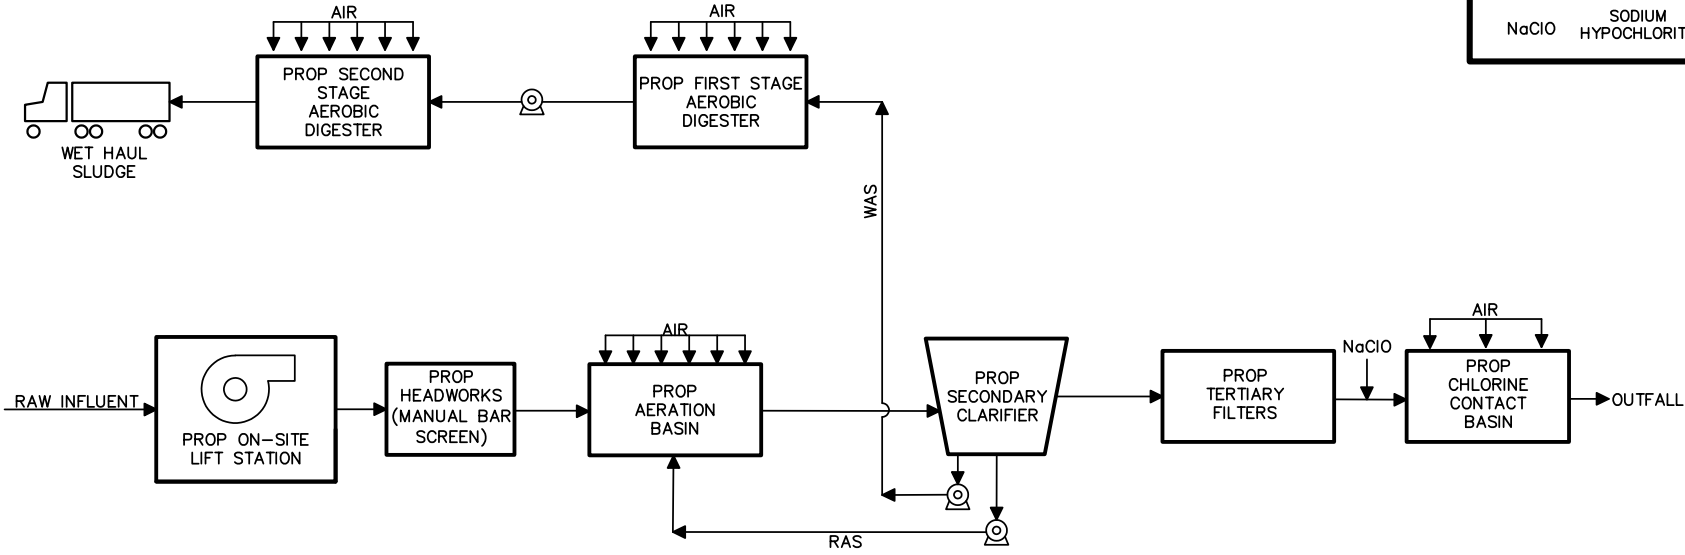 AIR
AIR
NaClO
SODIUM
HYPOCHLORIT
PROP SECOND
STAGE
AEROBIC
DIGESTER
PROP FIRST STAGE
AEROBIC
DIGESTER
WET HAUL
SLUDGE
WAS
RAW INFLUENT
PROP ON-SITE
LIFT STATION
PROP
HEADWORKS
(MANUAL BAR
SCREEN)
AIR
PROP
AERATION
BASIN
PROP
SECONDARY
CLARIFIER
PROP
TERTIARY
FILTERS
NaClO
AIR
PROP
CHLORINE
CONTACT
BASIN
OUTFALL
RAS